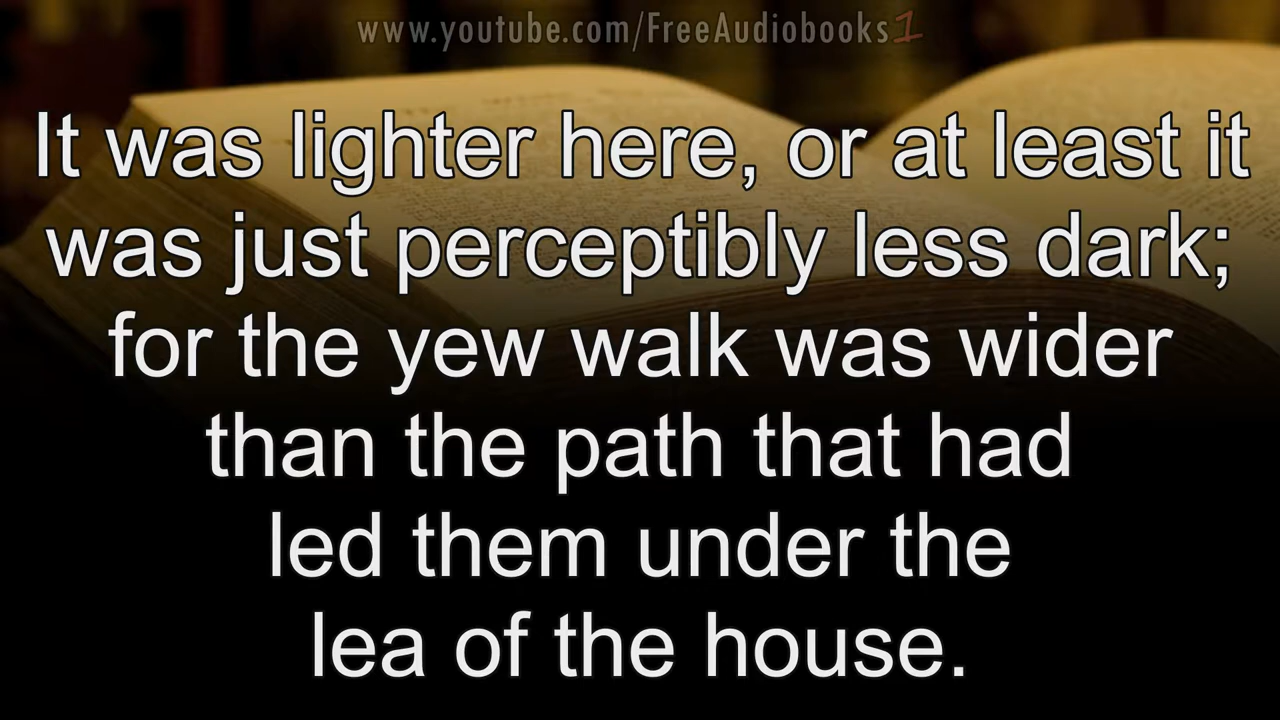 www.youtube.com/FreeAudiobooks1
It was lighter here, or at least it
was just perceptibly less dark;
for the yew walk was wider
than the path that had
led them under the
lea of the house.